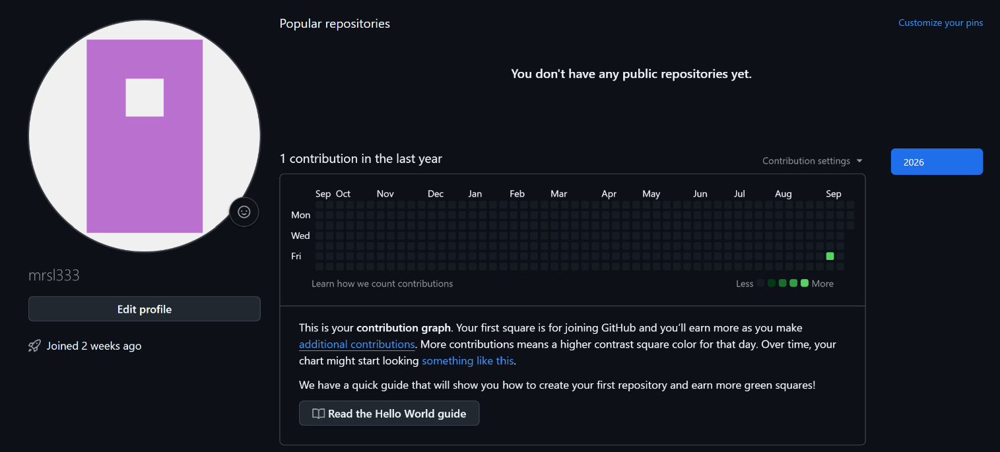 Popular repositories
Customize your pins
You don't have any public repositories yet.
1 contribution in the last year
Contribution settings
2026
Sep Oct Nov Dec Jan Feb Mar Apr May Jun Jul Aug Sep
Mon
Wed
Fri
Learn how we count contributions
Less More
mrsl333
Edit profile
Joined 2 weeks ago
This is your contribution graph. Your first square is for joining GitHub and you’ll earn more as you make
additional contributions. More contributions means a higher contrast square color for that day. Over time, your
chart might start looking something like this.
We have a quick guide that will show you how to create your first repository and earn more green squares!
Read the Hello World guide